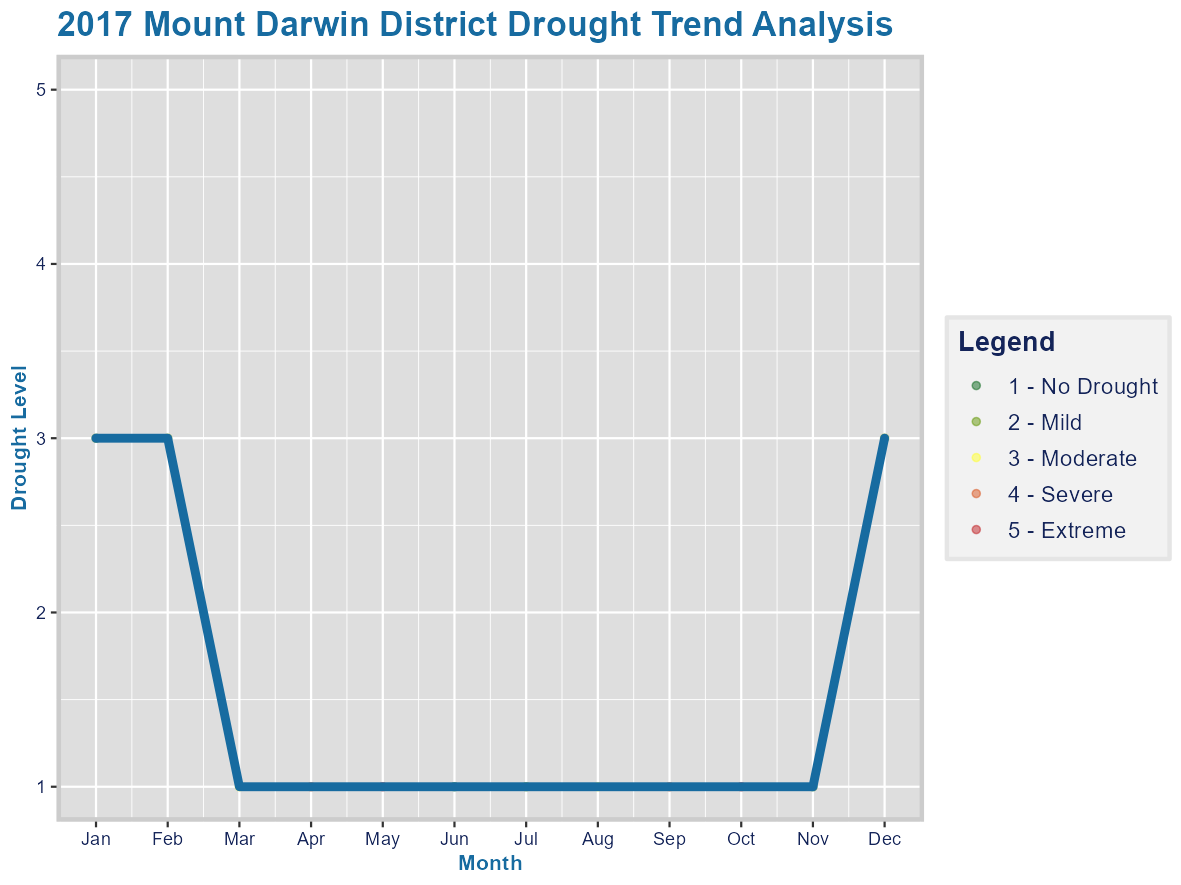 2017 Mount Darwin District Drought Trend Analysis
5
4
3
2
1
Drought Level
Jan Feb Mar Apr May Jun Jul Aug Sep Oct Nov Dec
Month
Legend
1 - No Drought
2 - Mild
3 - Moderate
4 - Severe
5 - Extreme